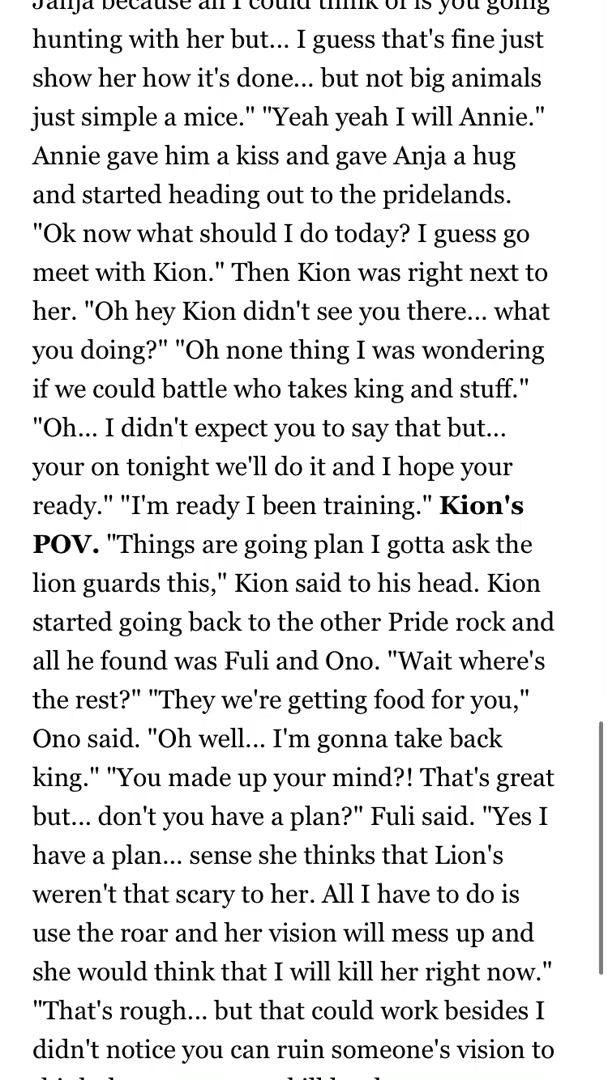 Janja because all I could think of is you going
hunting with her but... I guess that's fine just
show her how it's done... but not big animals
just simple a mice." "Yeah yeah I will Annie."
Annie gave him a kiss and gave Anja a hug
and started heading out to the pridelands.
"Ok now what should I do today? I guess go
meet with Kion." Then Kion was right next to
her. "Oh hey Kion didn't see you there... what
you doing?" "Oh none thing I was wondering
if we could battle who takes king and stuff."
"Oh... I didn't expect you to say that but...
your on tonight we'll do it and I hope your
ready." "I'm ready I been training." Kion's
POV. "Things are going plan I gotta ask the
lion guards this," Kion said to his head. Kion
started going back to the other Pride rock and
all he found was Fuli and Ono. "Wait where's
the rest?" "They we're getting food for you,"
Ono said. "Oh well... I'm gonna take back
king." "You made up your mind?! That's great
but... don't you have a plan?" Fuli said. "Yes I
have a plan... sense she thinks that Lion's
weren't that scary to her. All I have to do is
use the roar and her vision will mess up and
she would think that I will kill her right now."
"That's rough... but that could work besides I
didn't notice you can ruin someone's vision to